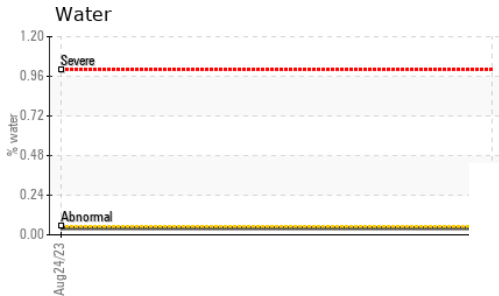 Water
1.20
Severe
0.96
0.72
% water
0.48
0.24
Abnormal
0.00
Aug24/23